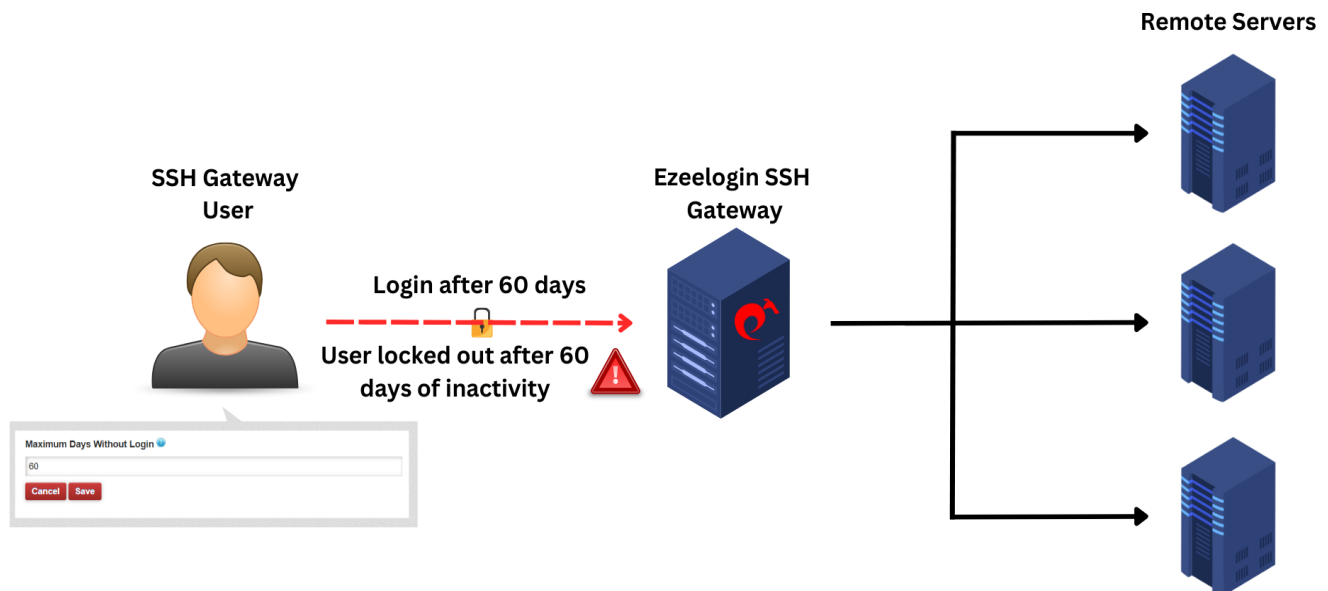 Remote Servers
SSH Gateway
User
Ezeelogin SSH
Gateway
Login after 60 days
User locked out after 60
days of inactivity
Maximum Days Without Login
60
Cancel Save